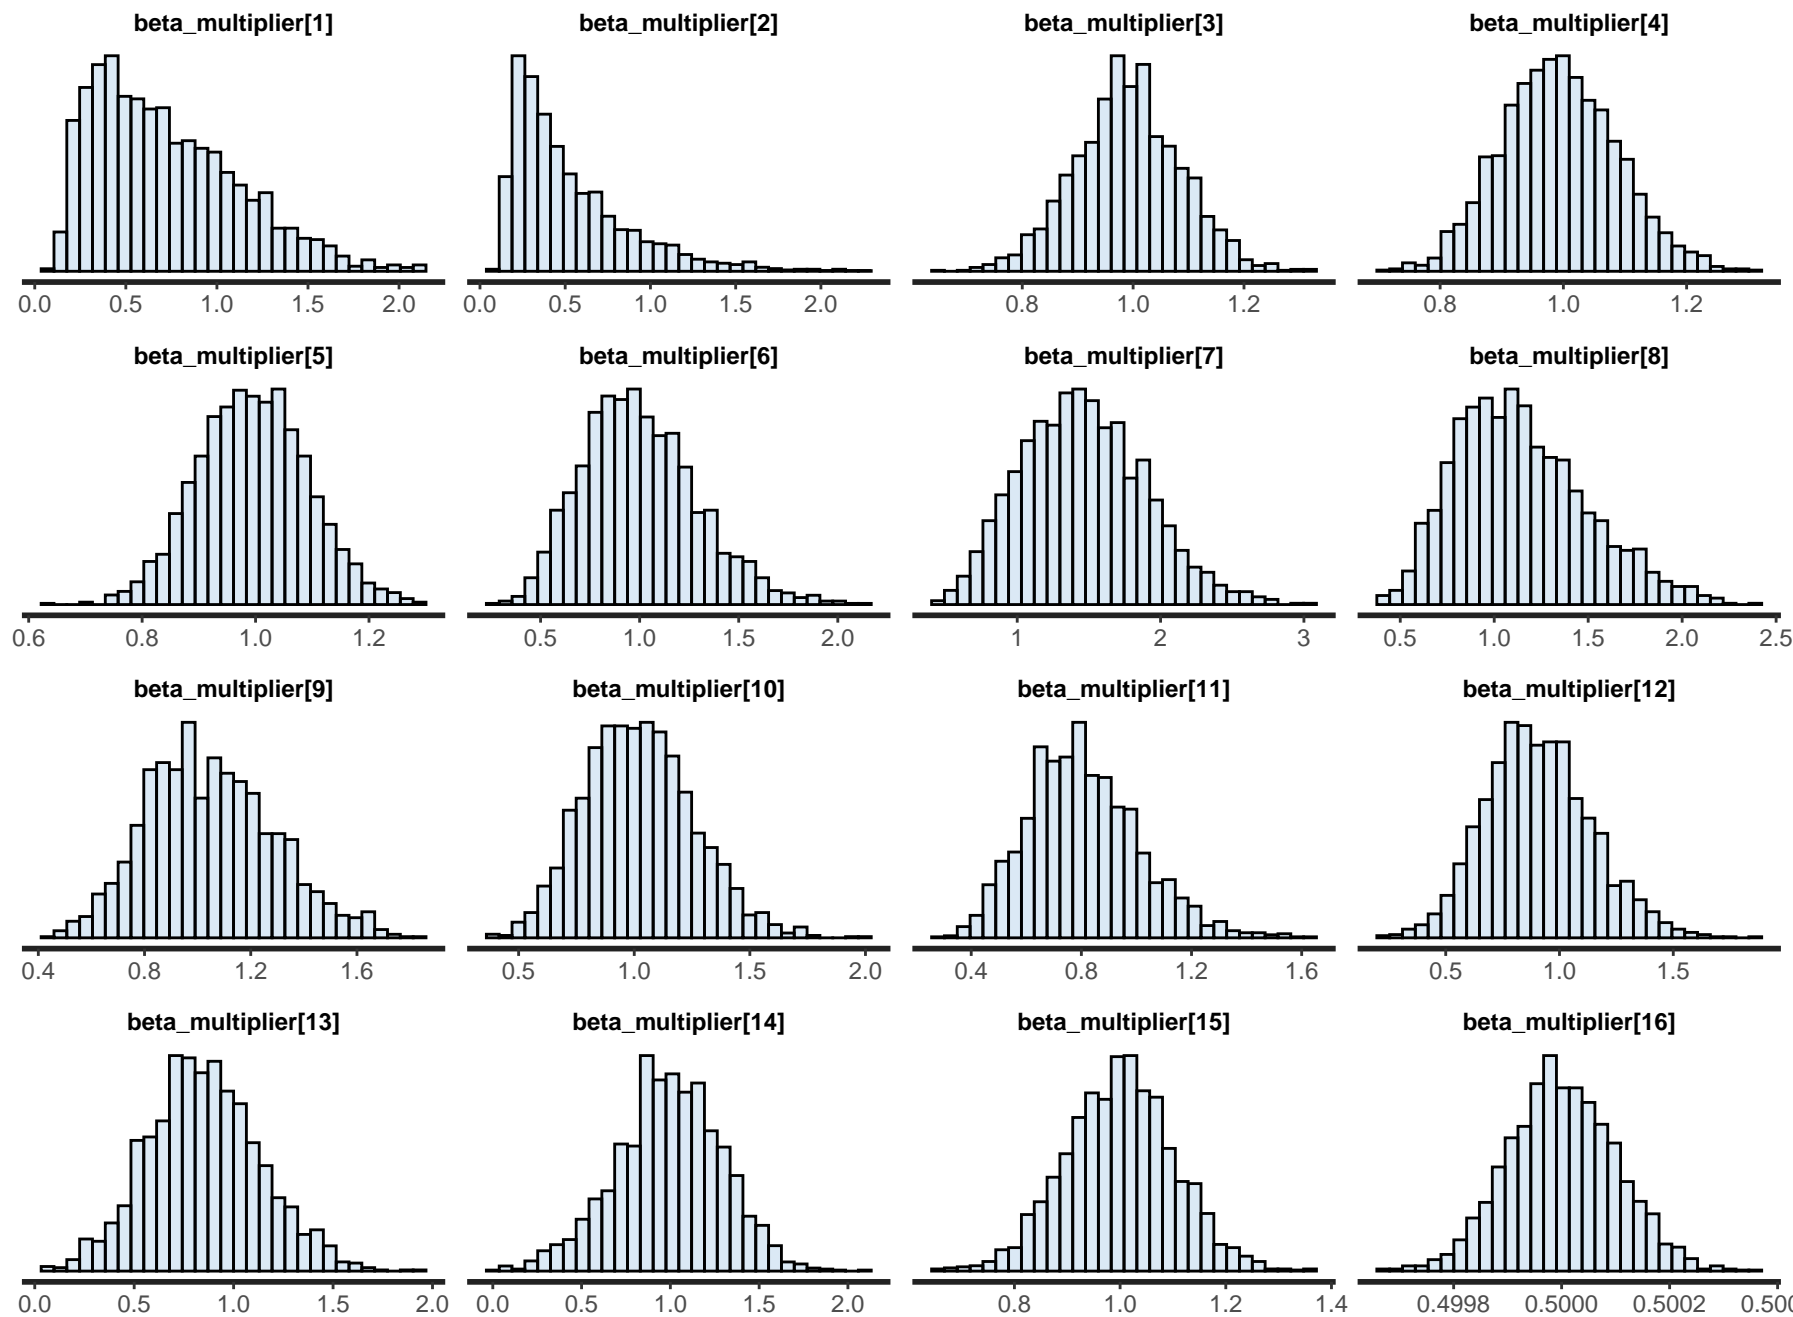 beta_multiplier[1] beta_multiplier[2] beta_multiplier[3] beta_multiplier[4]
0.0 0.5 1.0 1.5 2.0 0.0 0.5 1.0 1.5 2.0 0.8 1.0 1.2 0.8 1.0 1.2
beta_multiplier[5] beta_multiplier[6] beta_multiplier[7] beta_multiplier[8]
0.6 0.8 1.0 1.2 0.5 1.0 1.5 2.0 1 2 3 0.5 1.0 1.5 2.0 2.5
beta_multiplier[9] beta_multiplier[10] beta_multiplier[11] beta_multiplier[12]
0.4 0.8 1.2 1.6 0.5 1.0 1.5 2.0 0.4 0.8 1.2 1.6 0.5 1.0 1.5
beta_multiplier[13] beta_multiplier[14] beta_multiplier[15] beta_multiplier[16]
0.0 0.5 1.0 1.5 2.0 0.0 0.5 1.0 1.5 2.0 0.8 1.0 1.2 1.4 0.4998 0.5000 0.5002